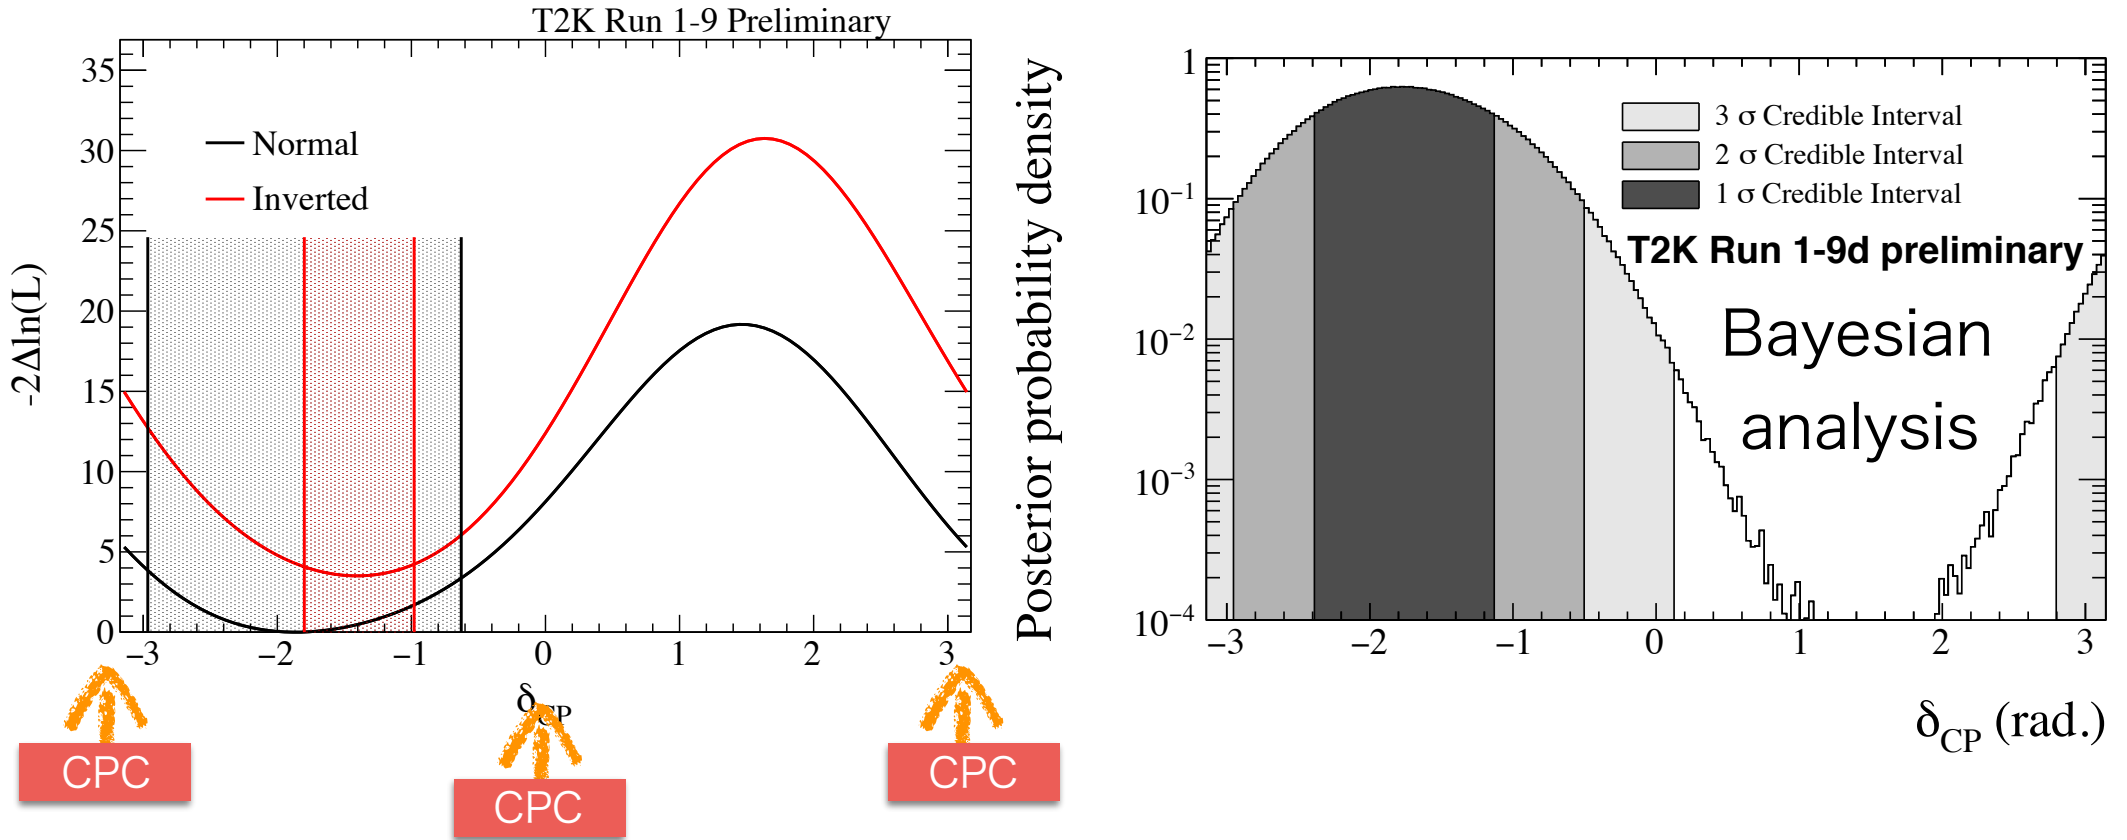 T2K Run 1-9 Preliminary
-2Δln(L)
35
30
25
20
15
10
5
0
Normal
Inverted
−3 −2 −1 0 1 2 3
δCP
CPC
CPC
CPC
Posterior probability density
1
10−1
10−2
10−3
10−4
3 σ Credible Interval
2 σ Credible Interval
1 σ Credible Interval
T2K Run 1-9d preliminary
Bayesian
analysis
−3 −2 −1 0 1 2 3
δCP (rad.)